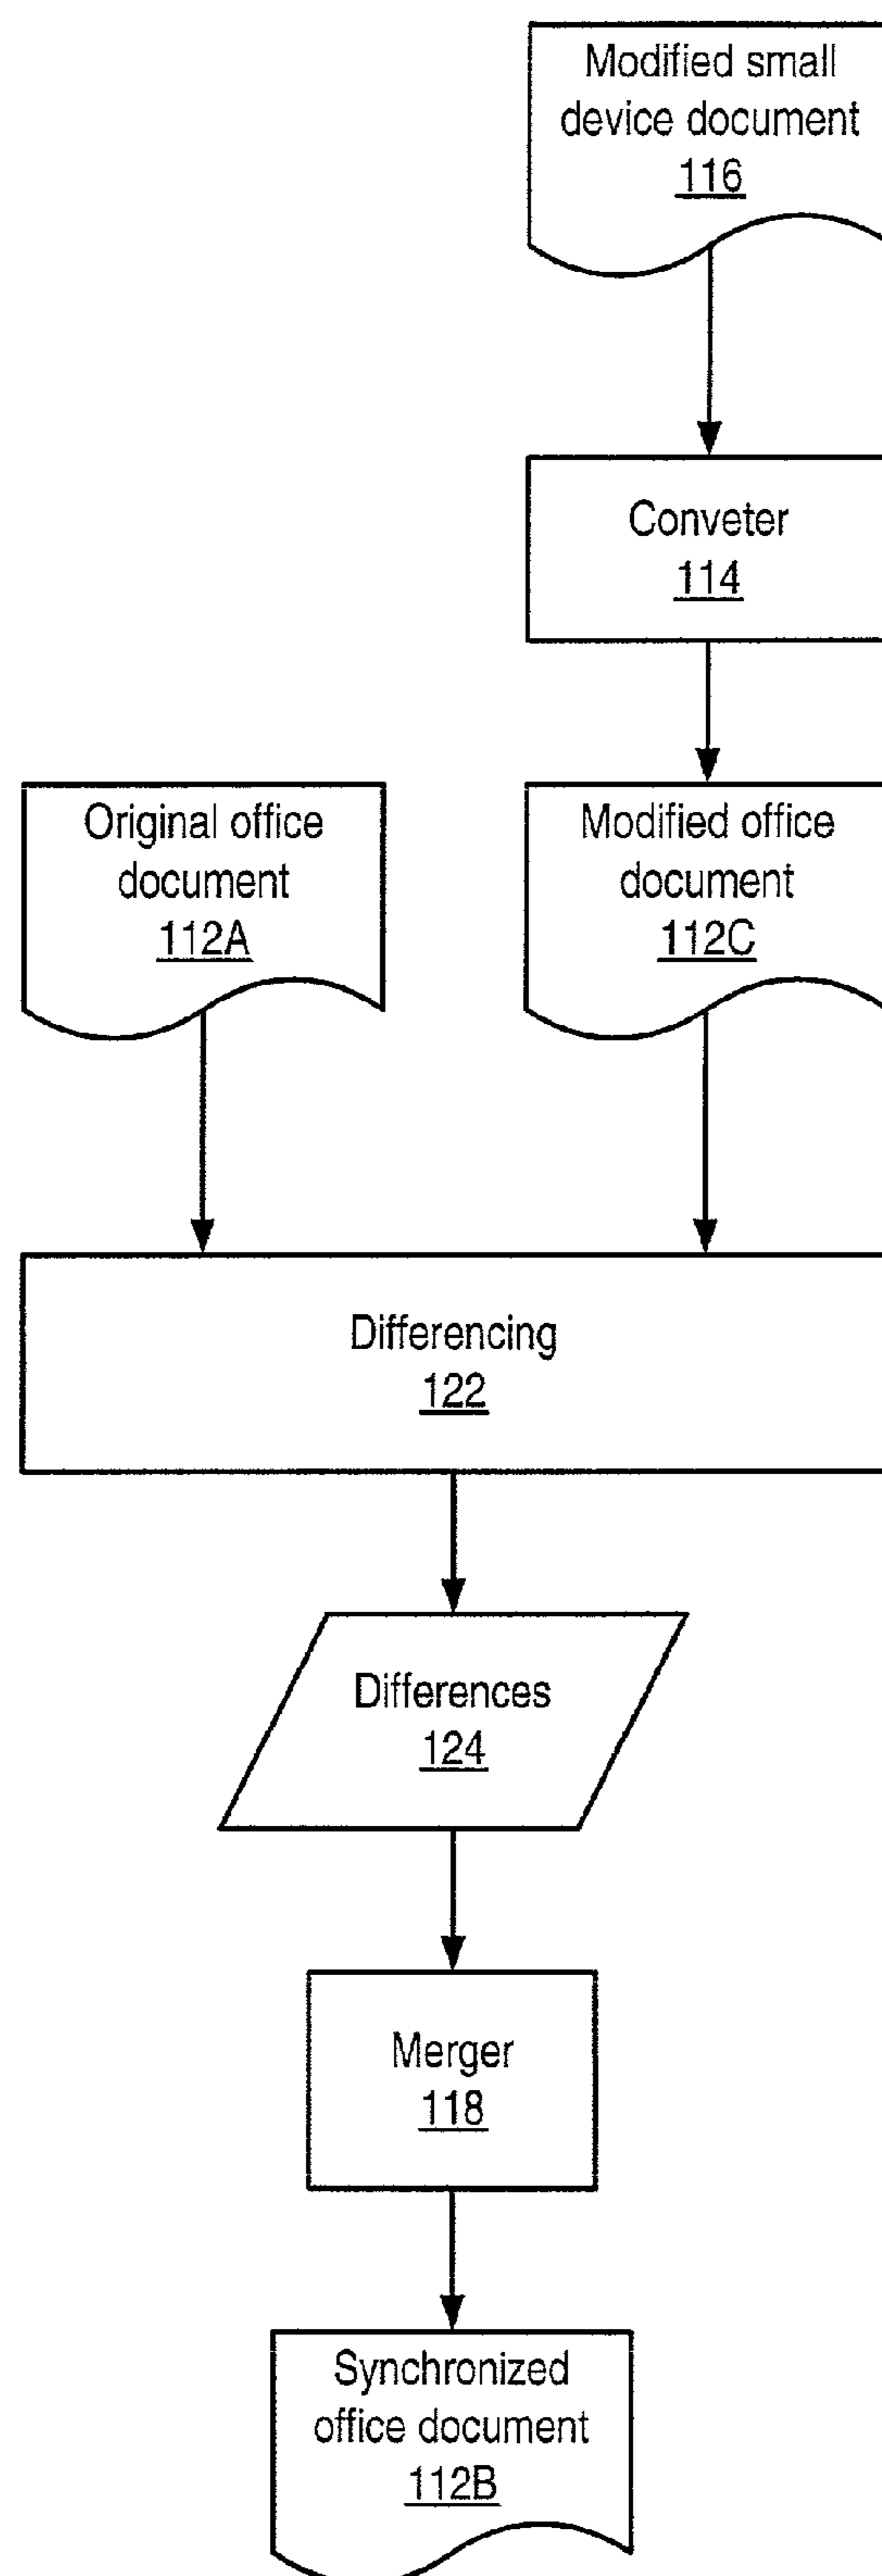 Modified small
device document
116
Conveter
114
Original office
document
112A
Modified office
document
112C
Differencing
122
Differences
124
Merger
118
Synchronized
office document
112B